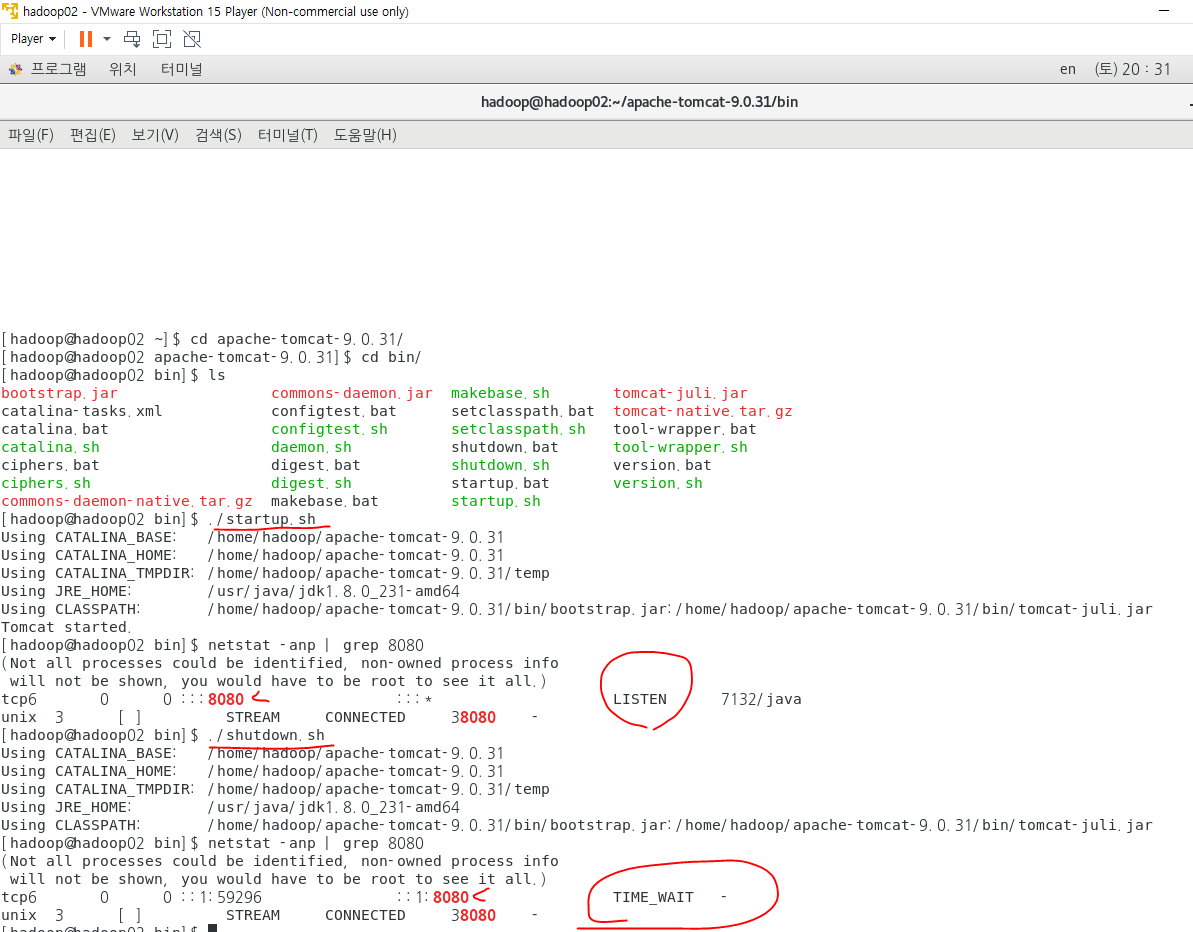 hadoop02 - VMware Workstation 15 Player (Non-commercial use only)
Player
프로그램 위치 터미널 en (토) 20 : 31
hadoop@hadoop02:~/apache-tomcat-9.0.31/bin
파일(F) 편집(E) 보기(V) 검색(S) 터미널(T) 도움말(H)
[hadoop@hadoop02 ~]$ cd apache-tomcat-9.0.31/
[hadoop@hadoop02 apache-tomcat-9.0.31]$ cd bin/
[hadoop@hadoop02 bin]$ ls
bootstrap.jar commons-daemon.jar makebase.sh tomcat-juli.jar
catalina-tasks.xml configtest.bat setclasspath.bat tomcat-native.tar.gz
catalina.bat configtest.sh setclasspath.sh tool-wrapper.bat
catalina.sh daemon.sh shutdown.bat tool-wrapper.sh
ciphers.bat digest.bat shutdown.sh version.bat
ciphers.sh digest.sh startup.bat version.sh
commons-daemon-native.tar.gz makebase.bat startup.sh
[hadoop@hadoop02 bin]$ ./startup.sh
Using CATALINA_BASE: /home/hadoop/apache-tomcat-9.0.31
Using CATALINA_HOME: /home/hadoop/apache-tomcat-9.0.31
Using CATALINA_TMPDIR: /home/hadoop/apache-tomcat-9.0.31/temp
Using JRE_HOME: /usr/java/jdk1.8.0_231-amd64
Using CLASSPATH: /home/hadoop/apache-tomcat-9.0.31/bin/bootstrap.jar:/home/hadoop/apache-tomcat-9.0.31/bin/tomcat-juli.jar
Tomcat started.
[hadoop@hadoop02 bin]$ netstat -anp | grep 8080
(Not all processes could be identified, non-owned process info
will not be shown, you would have to be root to see it all.)
tcp6 0 0 :::8080 :::* LISTEN 7132/java
unix 3 [ ] STREAM CONNECTED 38080 -
[hadoop@hadoop02 bin]$ ./shutdown.sh
Using CATALINA_BASE: /home/hadoop/apache-tomcat-9.0.31
Using CATALINA_HOME: /home/hadoop/apache-tomcat-9.0.31
Using CATALINA_TMPDIR: /home/hadoop/apache-tomcat-9.0.31/temp
Using JRE_HOME: /usr/java/jdk1.8.0_231-amd64
Using CLASSPATH: /home/hadoop/apache-tomcat-9.0.31/bin/bootstrap.jar:/home/hadoop/apache-tomcat-9.0.31/bin/tomcat-juli.jar
[hadoop@hadoop02 bin]$ netstat -anp | grep 8080
(Not all processes could be identified, non-owned process info
will not be shown, you would have to be root to see it all.)
tcp6 0 0 ::1:59296 ::1:8080 TIME_WAIT -
unix 3 [ ] STREAM CONNECTED 38080 -
[hadoop@hadoop02 bin]$